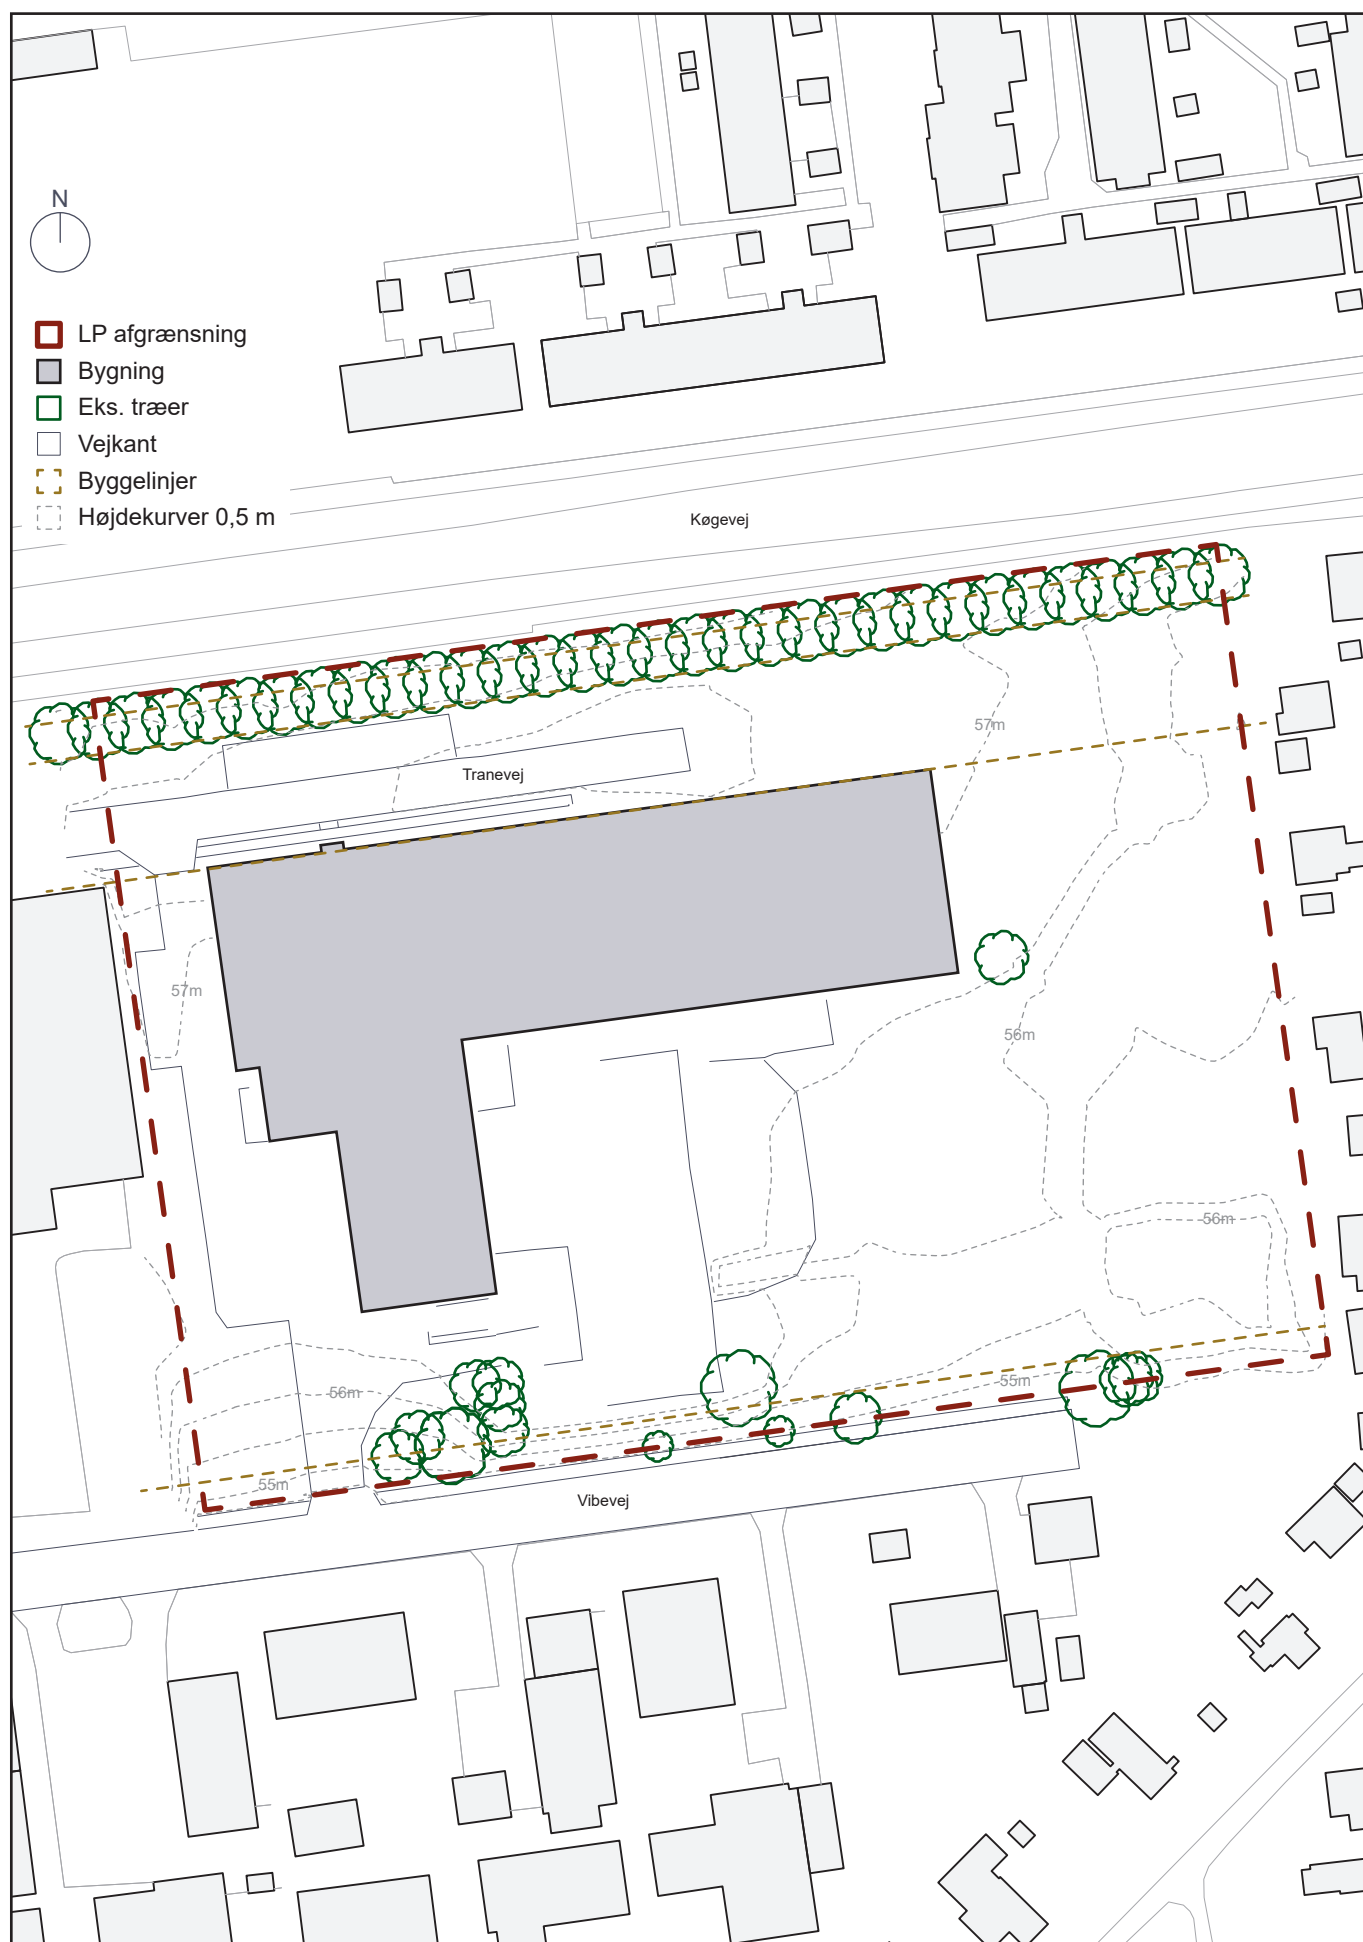 N
LP afgrænsning
Bygning
Eks. træer
Vejkant
Byggelinjer
Højdekurver 0,5 m
Køgevej
57m
Tranevej
57m
56m
56m
55m
56m
55m
Vibevej